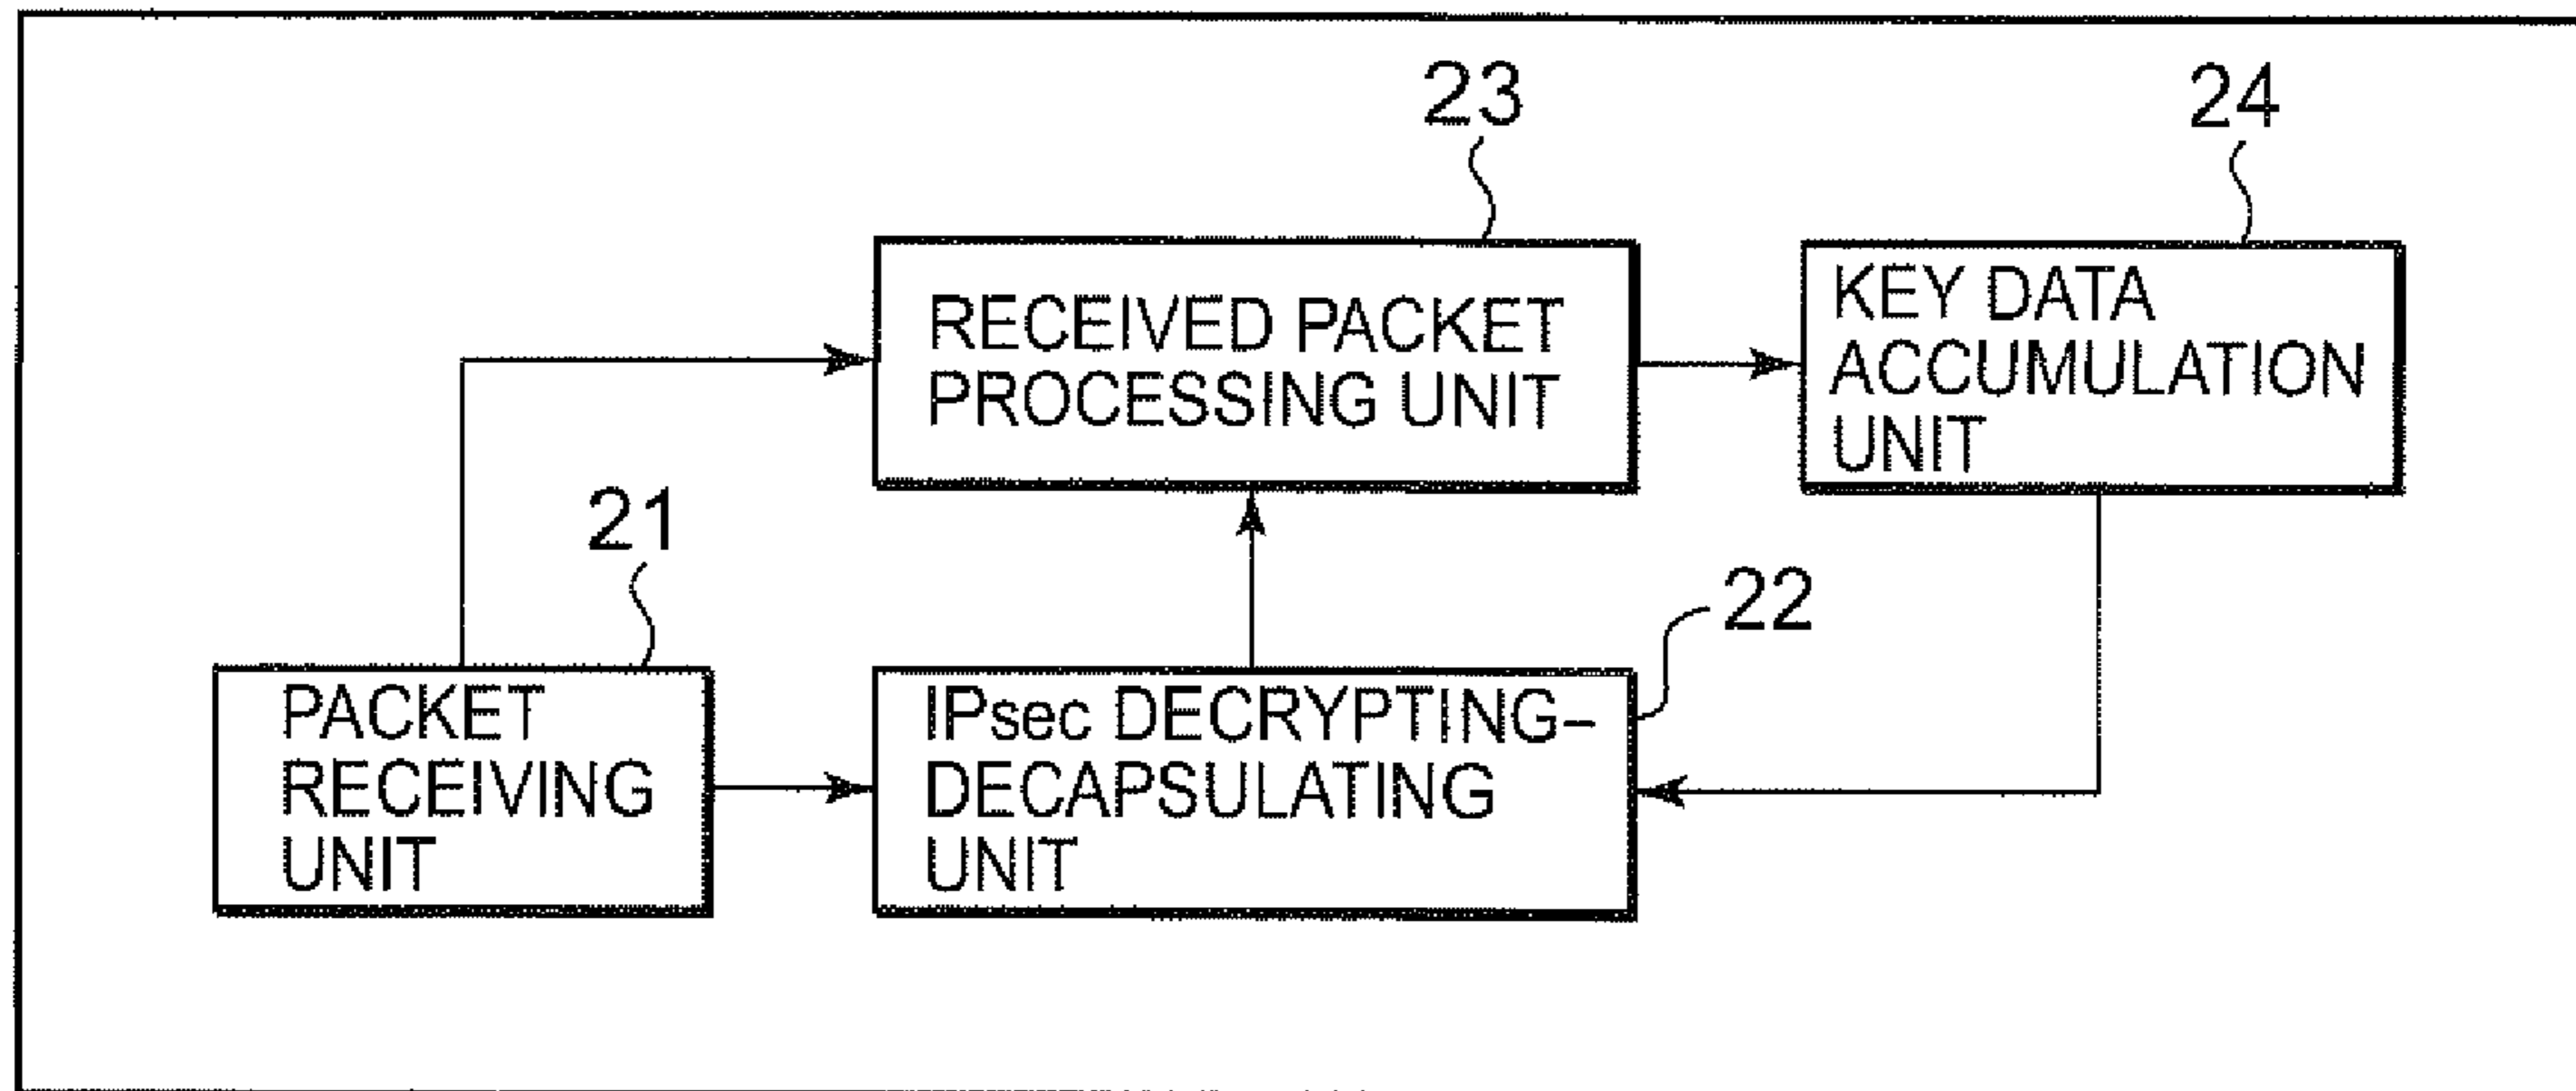 23
24
RECEIVED PACKET
PROCESSING UNIT
KEY DATA
ACCUMULATION
UNIT
21
22
PACKET
RECEIVING
UNIT
IPsec DECRYPTING–
DECAPSULATING
UNIT